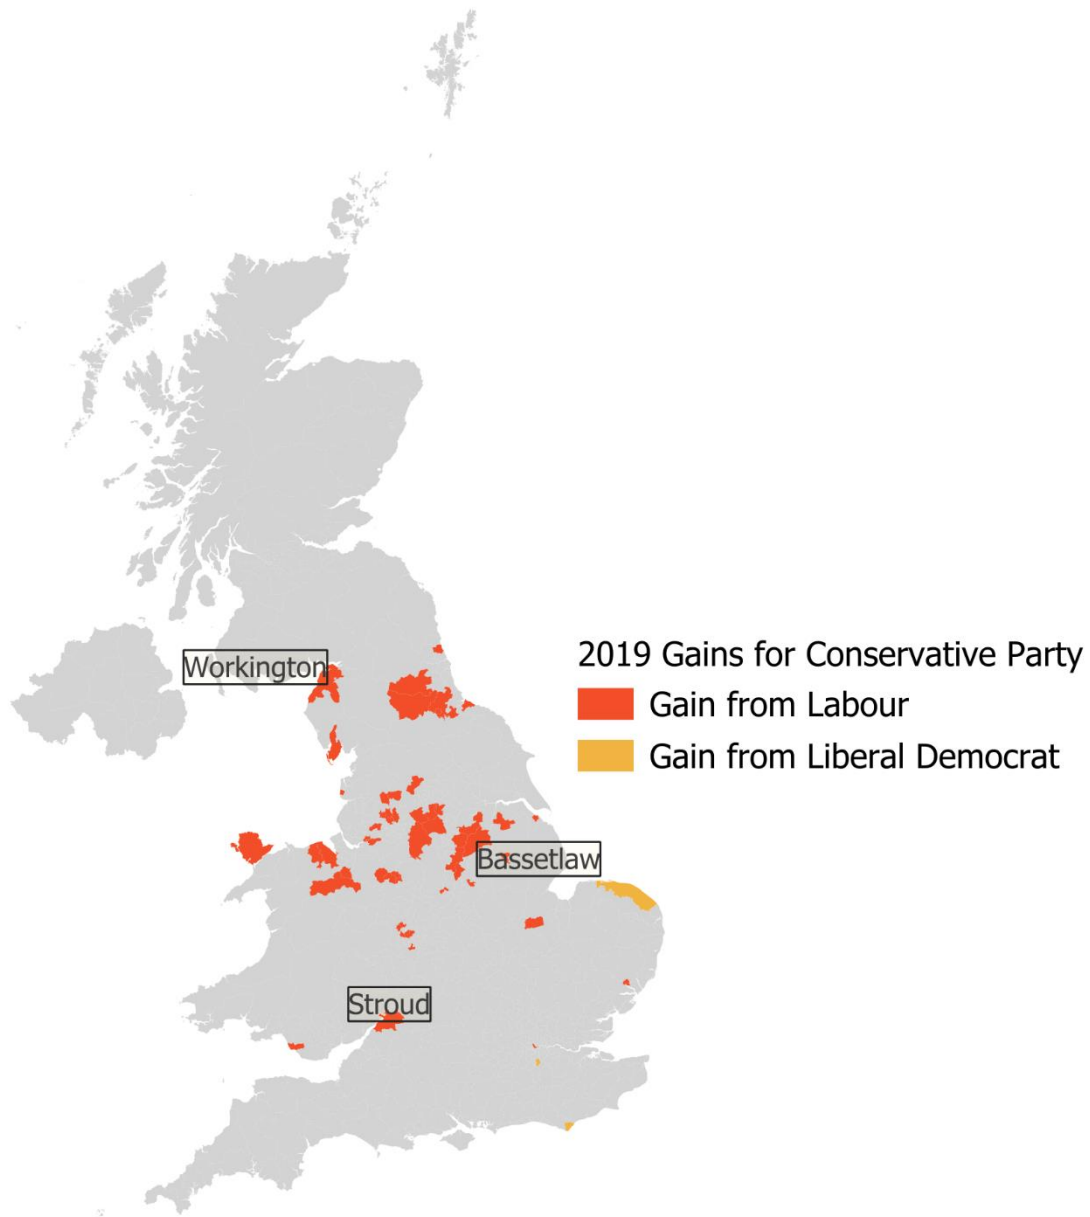 Workington
2019 Gains for Conservative Party
Gain from Labour
Gain from Liberal Democrat
Bassetlaw
Stroud